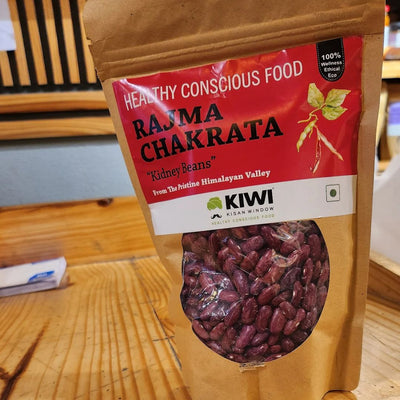 HEALTHY CONSCIOUS FOOD
100%
Wellness
Ethical
Eco
RAJMA
CHAKRATA
"Kidney Beans"
From The Pristine Himalayan Valley
KIWI
KISAN WINDOW
HEALTHY CONSCIOUS FOOD